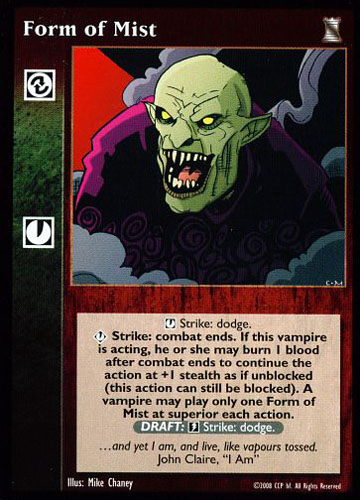 Form of Mist
C-M
Strike: dodge.
Strike: combat ends. If this vampire
is acting, he or she may burn 1 blood
after combat ends to continue the
action at +1 stealth as if unblocked
(this action can still be blocked). A
vampire may play only one Form of
Mist at superior each action.
DRAFT: Strike: dodge.
...and yet I am, and live, like vapours tossed.
John Claire, “I Am”
Illus: Mike Chaney
©2008 CCP hf. All Rights Reserved